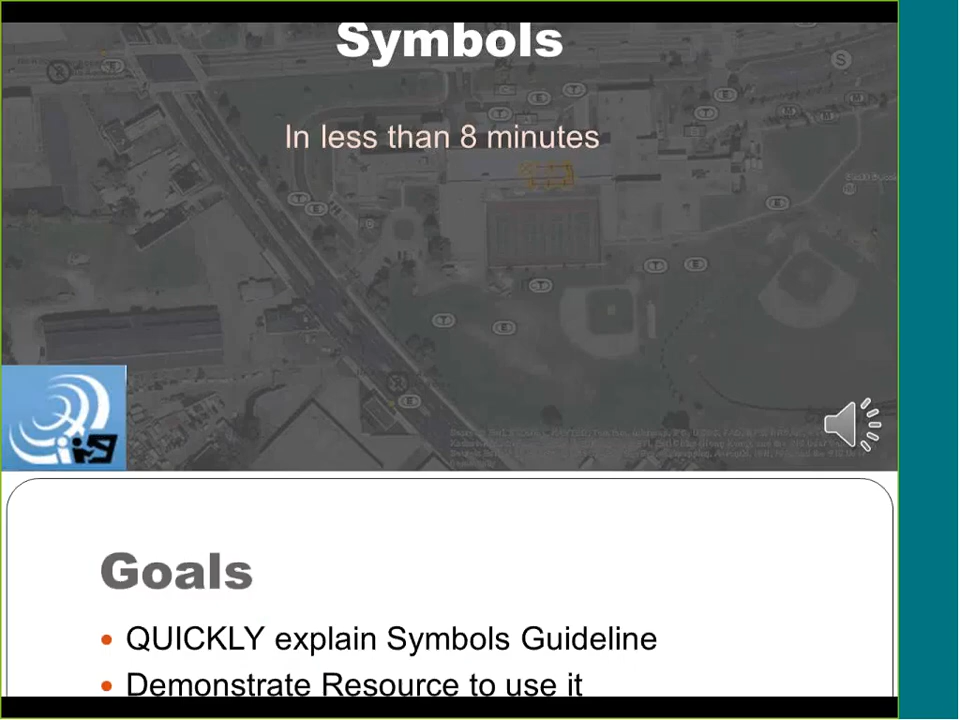 Symbols
In less than 8 minutes
Goals
QUICKLY explain Symbols Guideline
Demonstrate Resource to use it